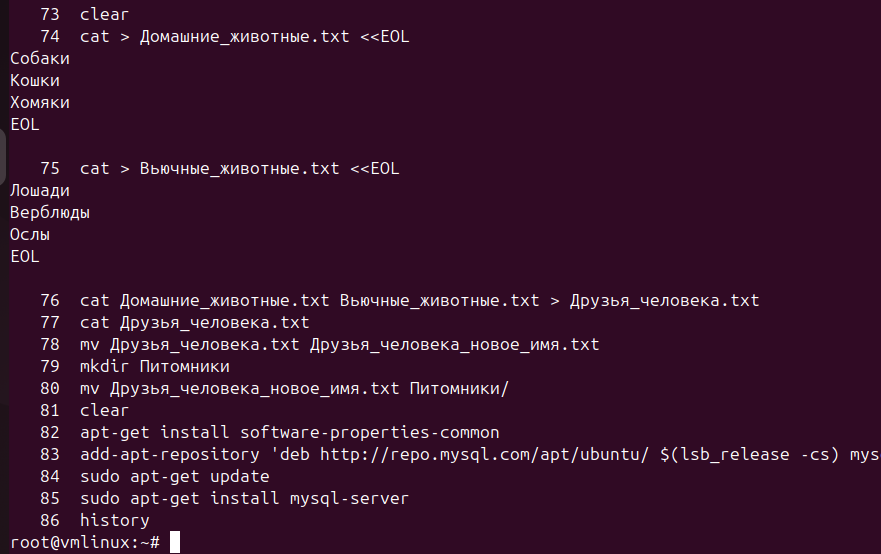 73 clear
74 cat > Домашние_животные.txt <<EOL
Собаки
Кошки
Хомяки
EOL
75 cat > Вьючные_животные.txt <<EOL
Лошади
Верблюды
Ослы
EOL
76 cat Домашние_животные.txt Вьючные_животные.txt > Друзья_человека.txt
77 cat Друзья_человека.txt
78 mv Друзья_человека.txt Друзья_человека_новое_имя.txt
79 mkdir Питомники
80 mv Друзья_человека_новое_имя.txt Питомники/
81 clear
82 apt-get install software-properties-common
83 add-apt-repository 'deb http://repo.mysql.com/apt/ubuntu/ $(lsb_release -cs) mys
84 sudo apt-get update
85 sudo apt-get install mysql-server
86 history
root@vmlinux:~#